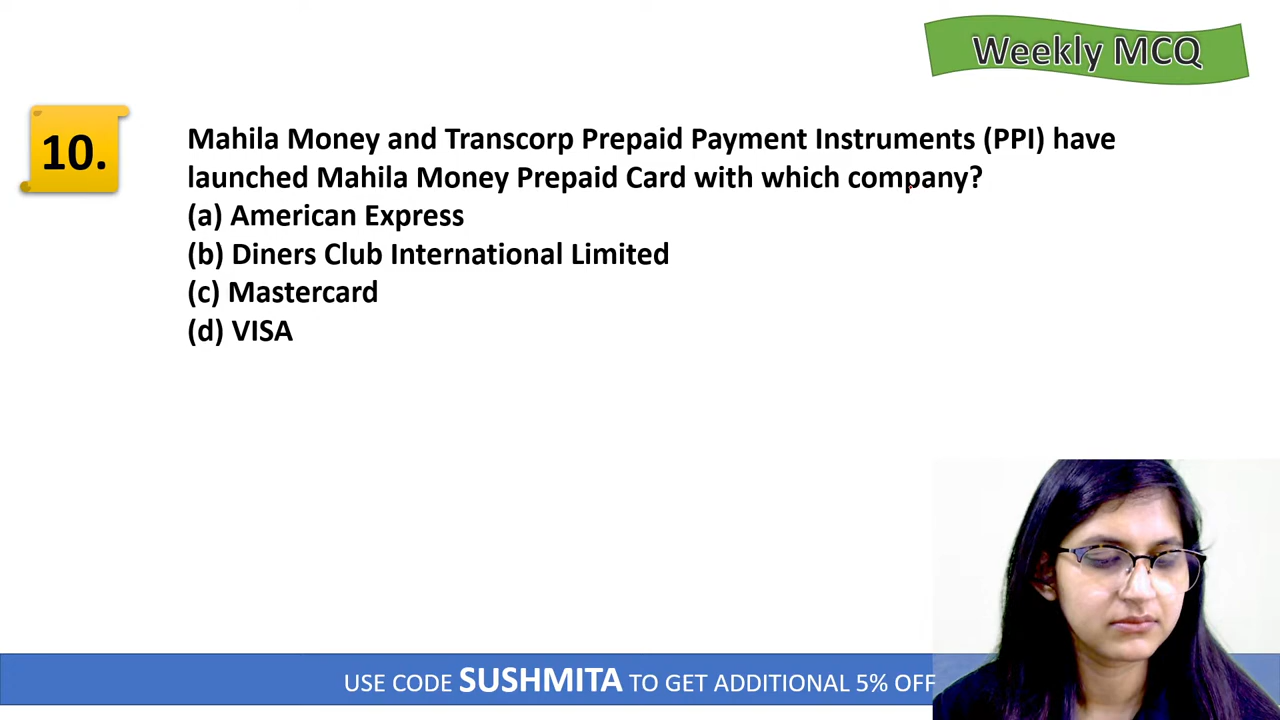 Weekly MCQ
10.
Mahila Money and Transcorp Prepaid Payment Instruments (PPI) have
launched Mahila Money Prepaid Card with which company?
(a) American Express
(b) Diners Club International Limited
(c) Mastercard
(d) VISA
USE CODE SUSHMITA TO GET ADDITIONAL 5% OFF